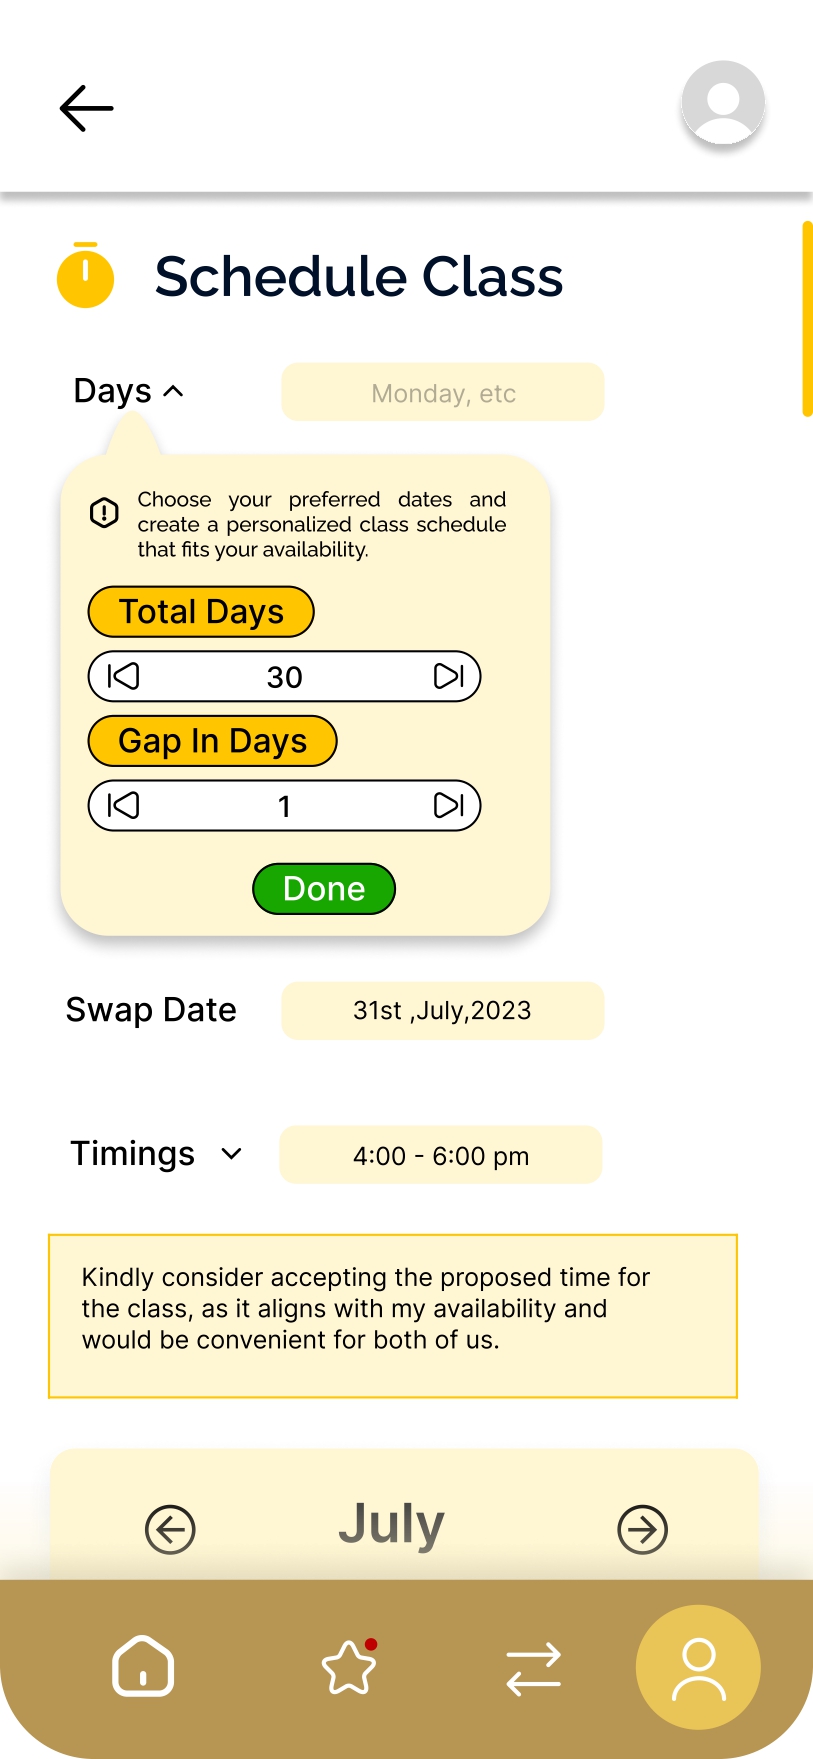 Schedule Class
Days
Monday, etc
Choose your preferred dates and
create a personalized class schedule
that fits your availability.
Total Days
30
Gap In Days
1
Done
Swap Date
31st ,July,2023
Timings
4:00 - 6:00 pm
Kindly consider accepting the proposed time for
the class, as it aligns with my availability and
would be convenient for both of us.
July